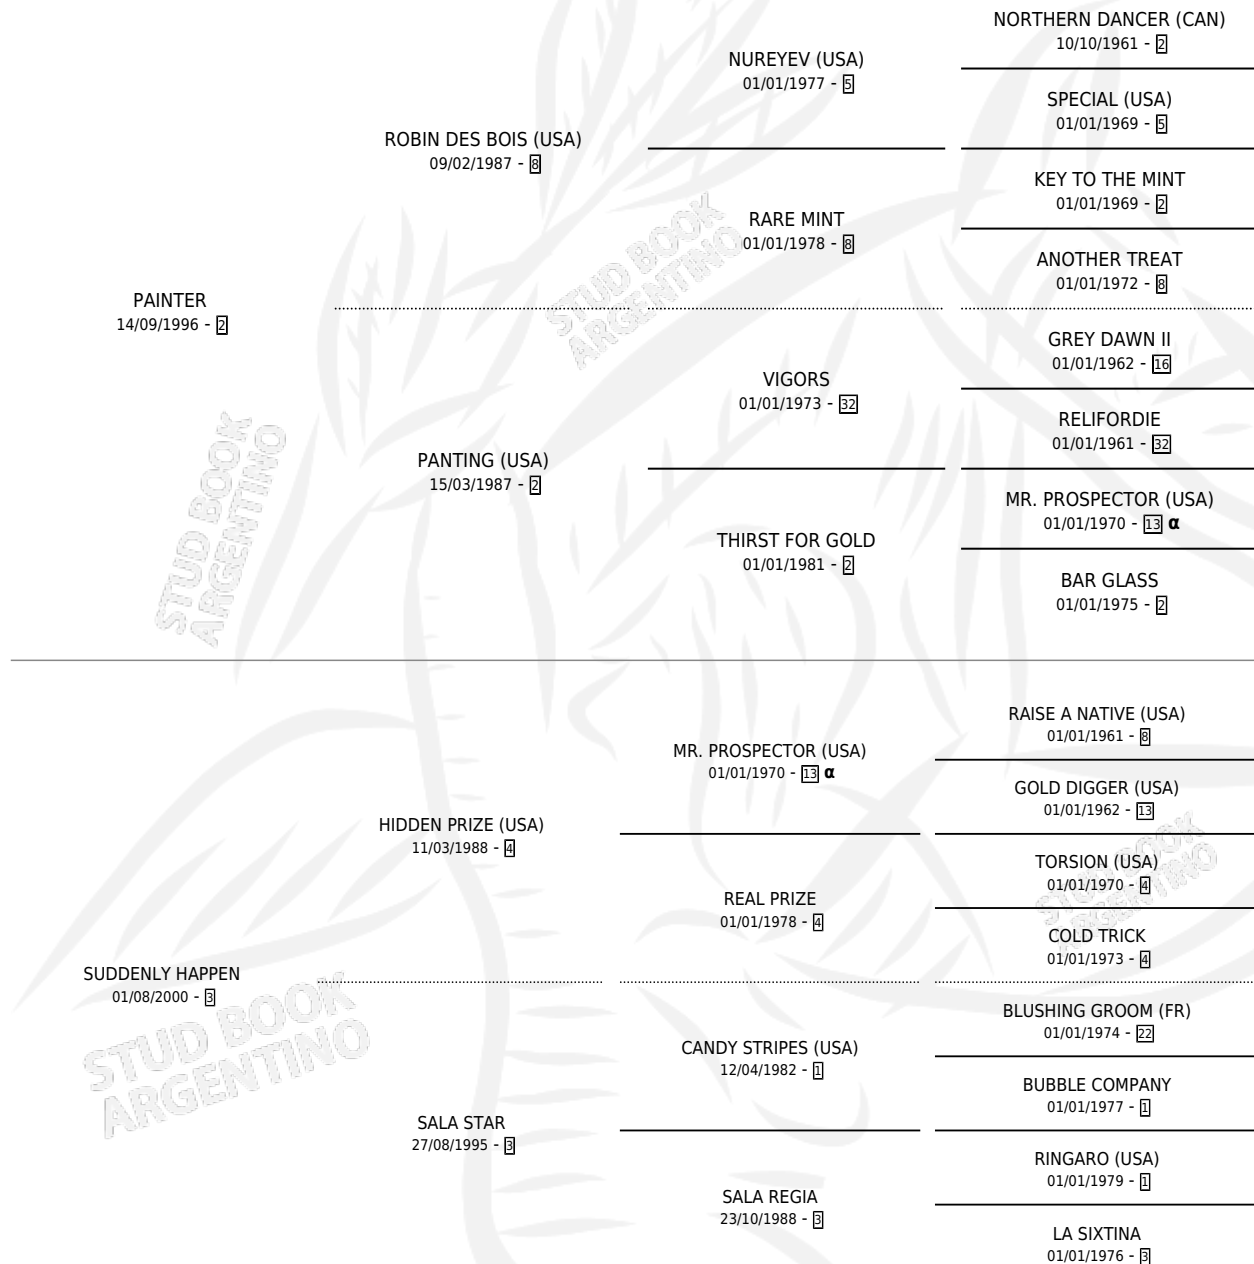 NORTHERN DANCER (CAN)
10/10/1961 - 2
NUREYEV (USA)
01/01/1977 - 5
SPECIAL (USA)
01/01/1969 - 5
ROBIN DES BOIS (USA)
09/02/1987 - 8
KEY TO THE MINT
01/01/1969 - 2
RARE MINT
01/01/1978 - 8
ANOTHER TREAT
01/01/1972 - 8
PAINTER
14/09/1996 - 2
GREY DAWN II
01/01/1962 - 16
VIGORS
01/01/1973 - 32
RELIFORDIE
01/01/1961 - 32
PANTING (USA)
15/03/1987 - 2
MR. PROSPECTOR (USA)
01/01/1970 - 13 α
THIRST FOR GOLD
01/01/1981 - 2
BAR GLASS
01/01/1975 - 2
RAISE A NATIVE (USA)
01/01/1961 - 8
MR. PROSPECTOR (USA)
01/01/1970 - 13 α
GOLD DIGGER (USA)
01/01/1962 - 13
HIDDEN PRIZE (USA)
11/03/1988 - 4
TORSION (USA)
01/01/1970 - 4
REAL PRIZE
01/01/1978 - 4
COLD TRICK
01/01/1973 - 4
SUDDENLY HAPPEN
01/08/2000 - 3
BLUSHING GROOM (FR)
01/01/1974 - 22
CANDY STRIPES (USA)
12/04/1982 - 1
BUBBLE COMPANY
01/01/1977 - 1
SALA STAR
27/08/1995 - 3
RINGARO (USA)
01/01/1979 - 1
SALA REGIA
23/10/1988 - 3
LA SIXTINA
01/01/1976 - 3
STUD BOOK
ARGENTINO
STUD BOOK
ARGENTINO
STUD BOOK
ARGENTINO
STUD BOOK
ARGENTINO